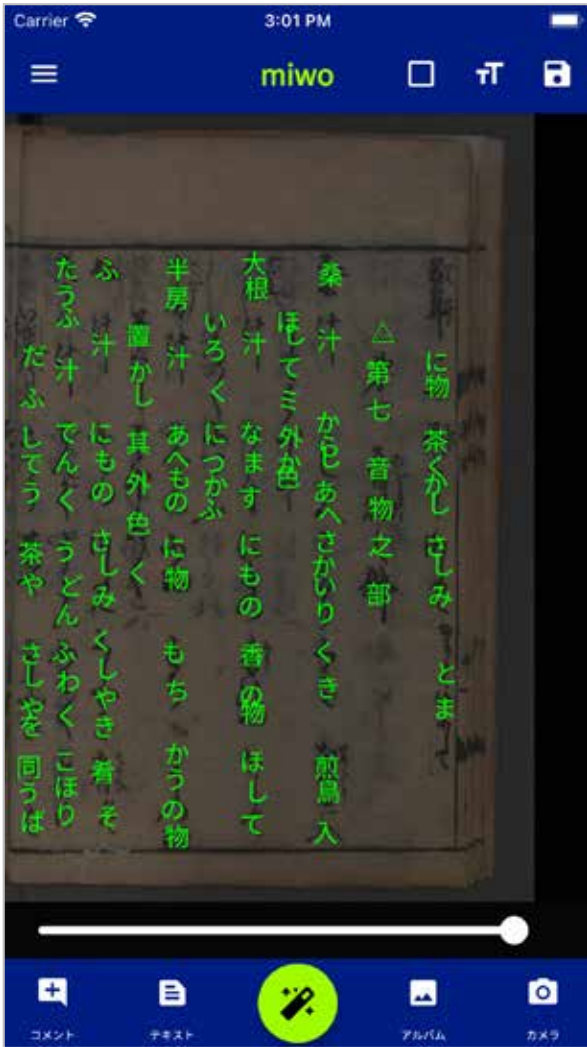 Carrier
3:01 PM
miwo
に物 茶くかし さしみ とま
△第七 音物之部
桑 汁 からしあへ さかいり くき 煎鳥 入
ほしてミ 外か色
大根 汁 なます にもの 香の物 ほして
いろく につかふ
半房 汁 あへもの に物 もち かうの物
置かし 其外色く
ふ 汁 にもの さしみ くしやき 肴 そ
たうふ 汁 でんく うどん ふわく こほり
だふ してう 茶や さしやを 同うば
コメント
テキスト
アルバム
カメラ